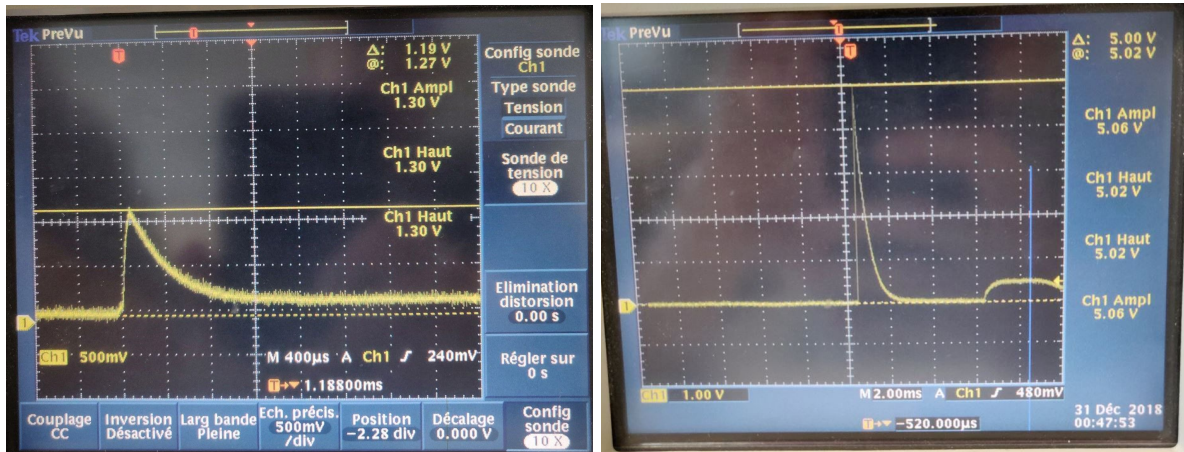 Tek PreVu
T
T
Δ: 1.19 V
@: 1.27 V
Ch1 Ampl
1.30 V
Ch1 Haut
1.30 V
Ch1 Haut
1.30 V
1
Ch1 500mV
M 400µs A Ch1 ƒ 240mV
T→▼ 1.18800ms
Config sonde
Ch1
Type sonde
Tension
Courant
Sonde de
tension
10 X
Elimination
distorsion
0.00 s
Régler sur
0 s
Couplage
CC
Inversion
Désactivé
Larg bande
Pleine
Ech. précis.
500mV
/div
Position
−2.28 div
Décalage
0.000 V
Config
sonde
10 X
Tek PreVu
T
T
Δ: 5.00 V
@: 5.02 V
Ch1 Ampl
5.06 V
Ch1 Haut
5.02 V
Ch1 Haut
5.02 V
Ch1 Ampl
5.06 V
1
Ch1 1.00 V
M 2.00ms A Ch1 ƒ 480mV
T→▼ −520.000µs
31 Déc 2018
00:47:53